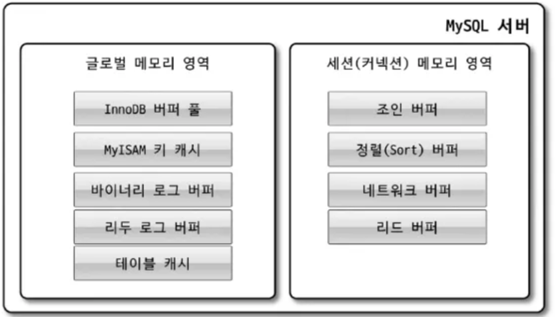 MySQL 서버
글로벌 메모리 영역
InnoDB 버퍼 풀
MyISAM 키 캐시
바이너리 로그 버퍼
리두 로그 버퍼
테이블 캐시
세션(커넥션) 메모리 영역
조인 버퍼
정렬(Sort) 버퍼
네트워크 버퍼
리드 버퍼